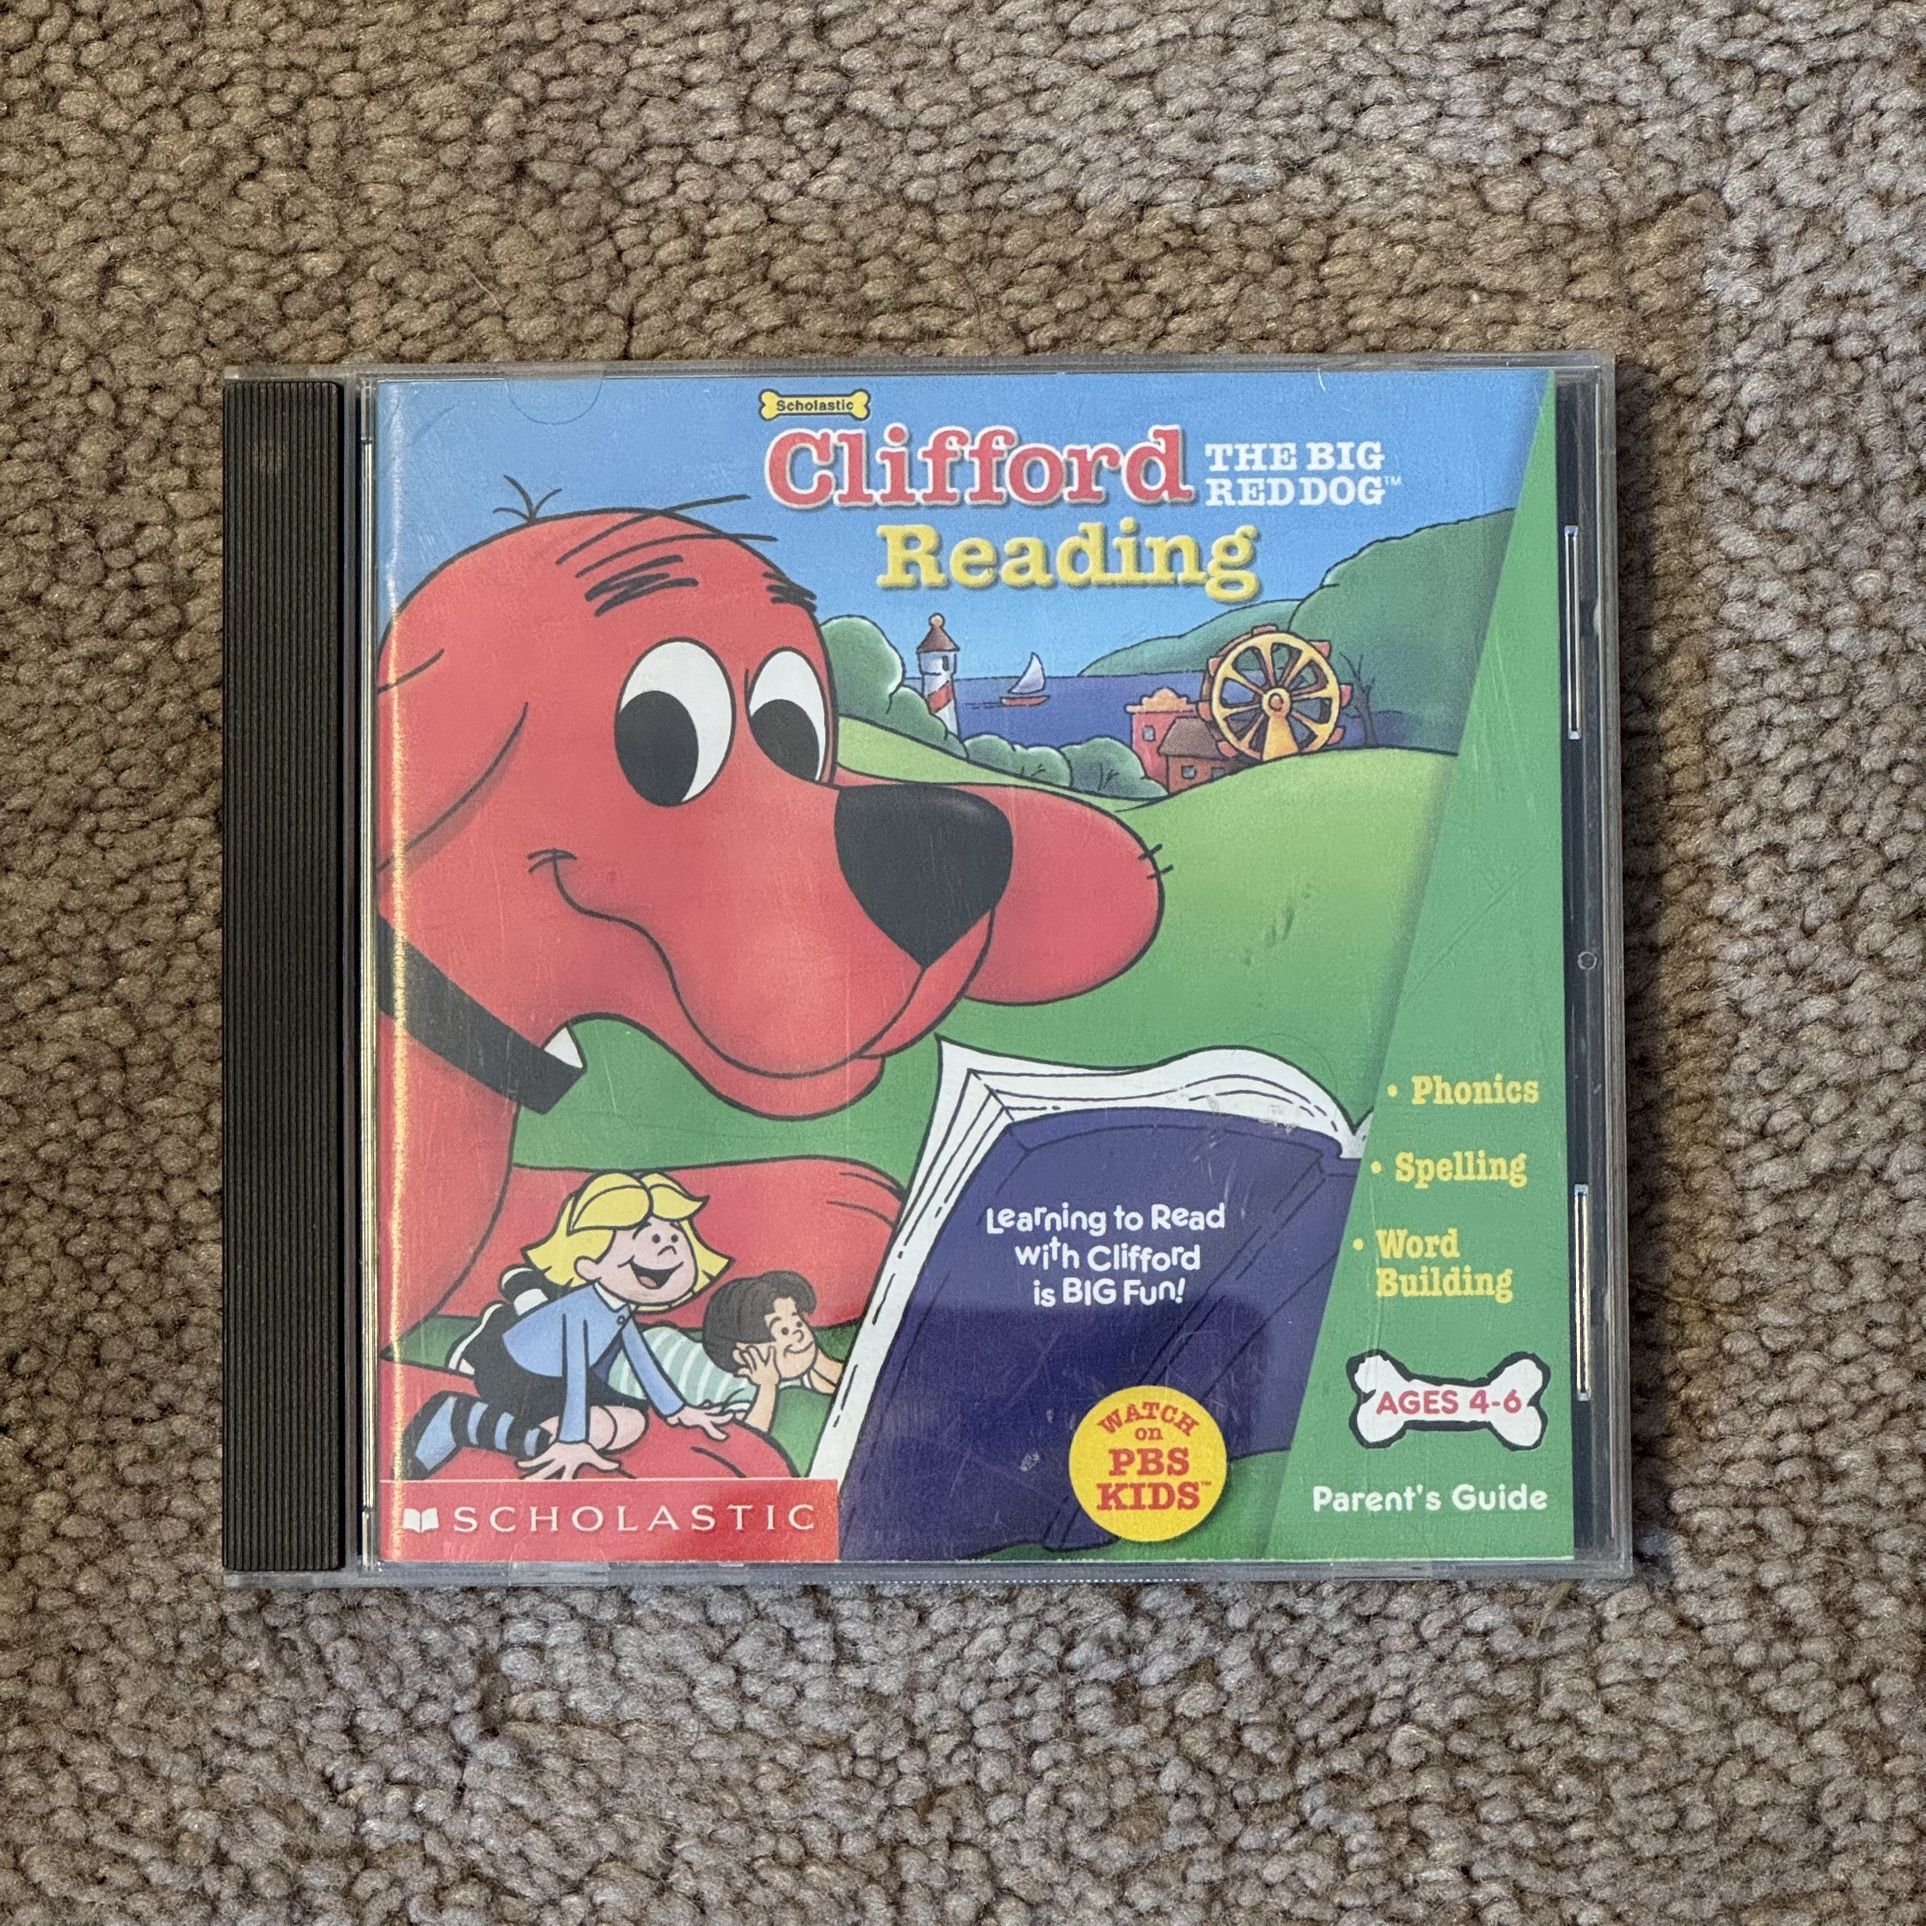 Scholastic
Clifford THE BIG
RED DOG™
Reading
• Phonics
• Spelling
• Word
Building
Learning to Read
with Clifford
is BIG Fun!
AGES 4-6
WATCH
on
PBS
KIDS™
Parent's Guide
SCHOLASTIC